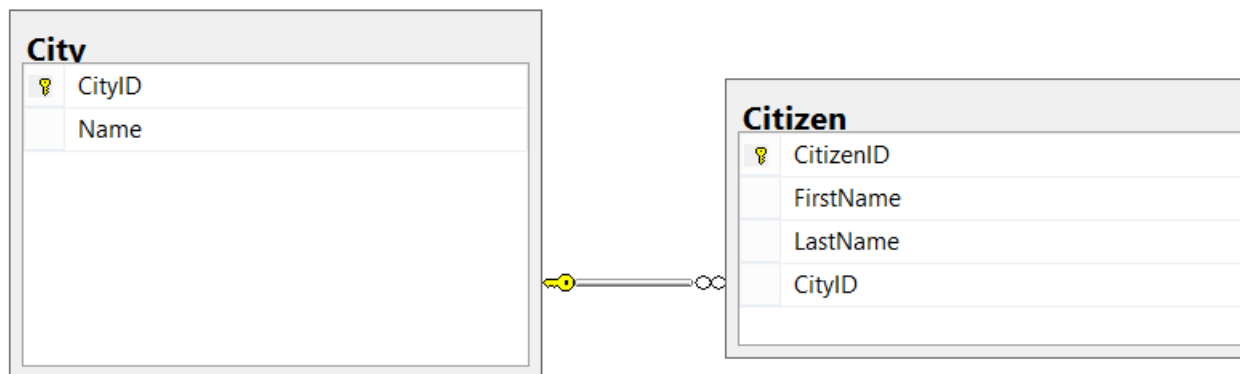 City
CityID
Name
Citizen
CitizenID
FirstName
LastName
CityID